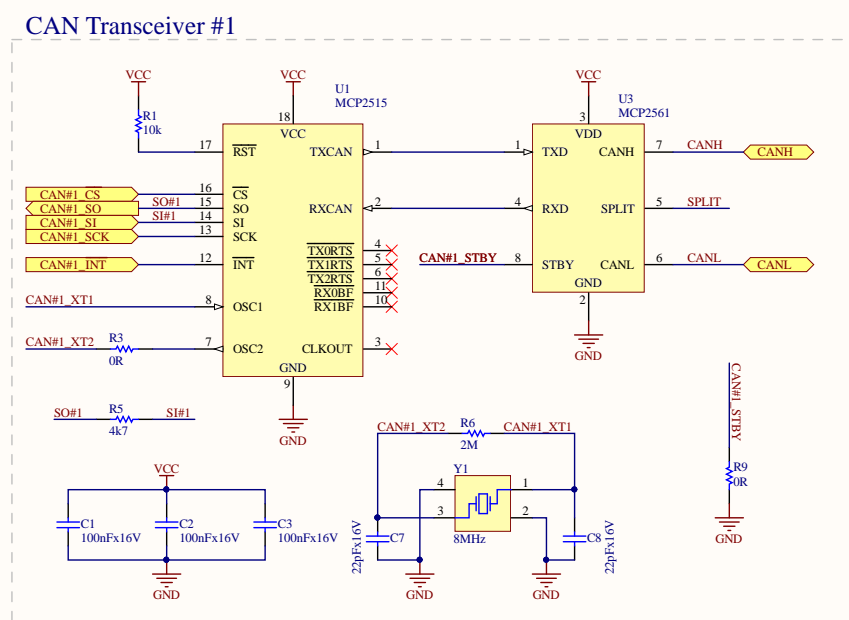 CAN Transceiver #1
VCC
VCC
VCC
U1
MCP2515
U3
MCP2561
R1
10k
18
VCC
3
VDD
17 RST
TXCAN 1
1 TXD
CANH 7
CANH
CANH
CAN#1_CS
16 CS
CAN#1_SO
SO#1
15 SO
RXCAN 2
4 RXD
SPLIT 5
SPLIT
CAN#1_SI
SI#1
14 SI
CAN#1_SCK
13 SCK
TX0RTS 4
CAN#1_INT
12 INT
TX1RTS 5
CAN#1_STBY
8 STBY
CANL 6
CANL
CANL
TX2RTS 6
RX0BF 11
RX1BF 10
GND
2
CAN#1_XT1
8 OSC1
CAN#1_XT2
R3
0R
7 OSC2
CLKOUT 3
GND
GND
9
GND
SO#1
R5
4k7
SI#1
CAN#1_STBY
R9
0R
GND
CAN#1_XT2
R6
2M
CAN#1_XT1
VCC
Y1
4
1
3
2
8MHz
C1
100nFx16V
C2
100nFx16V
C3
100nFx16V
C7
22pFx16V
C8
22pFx16V
GND
GND
GND